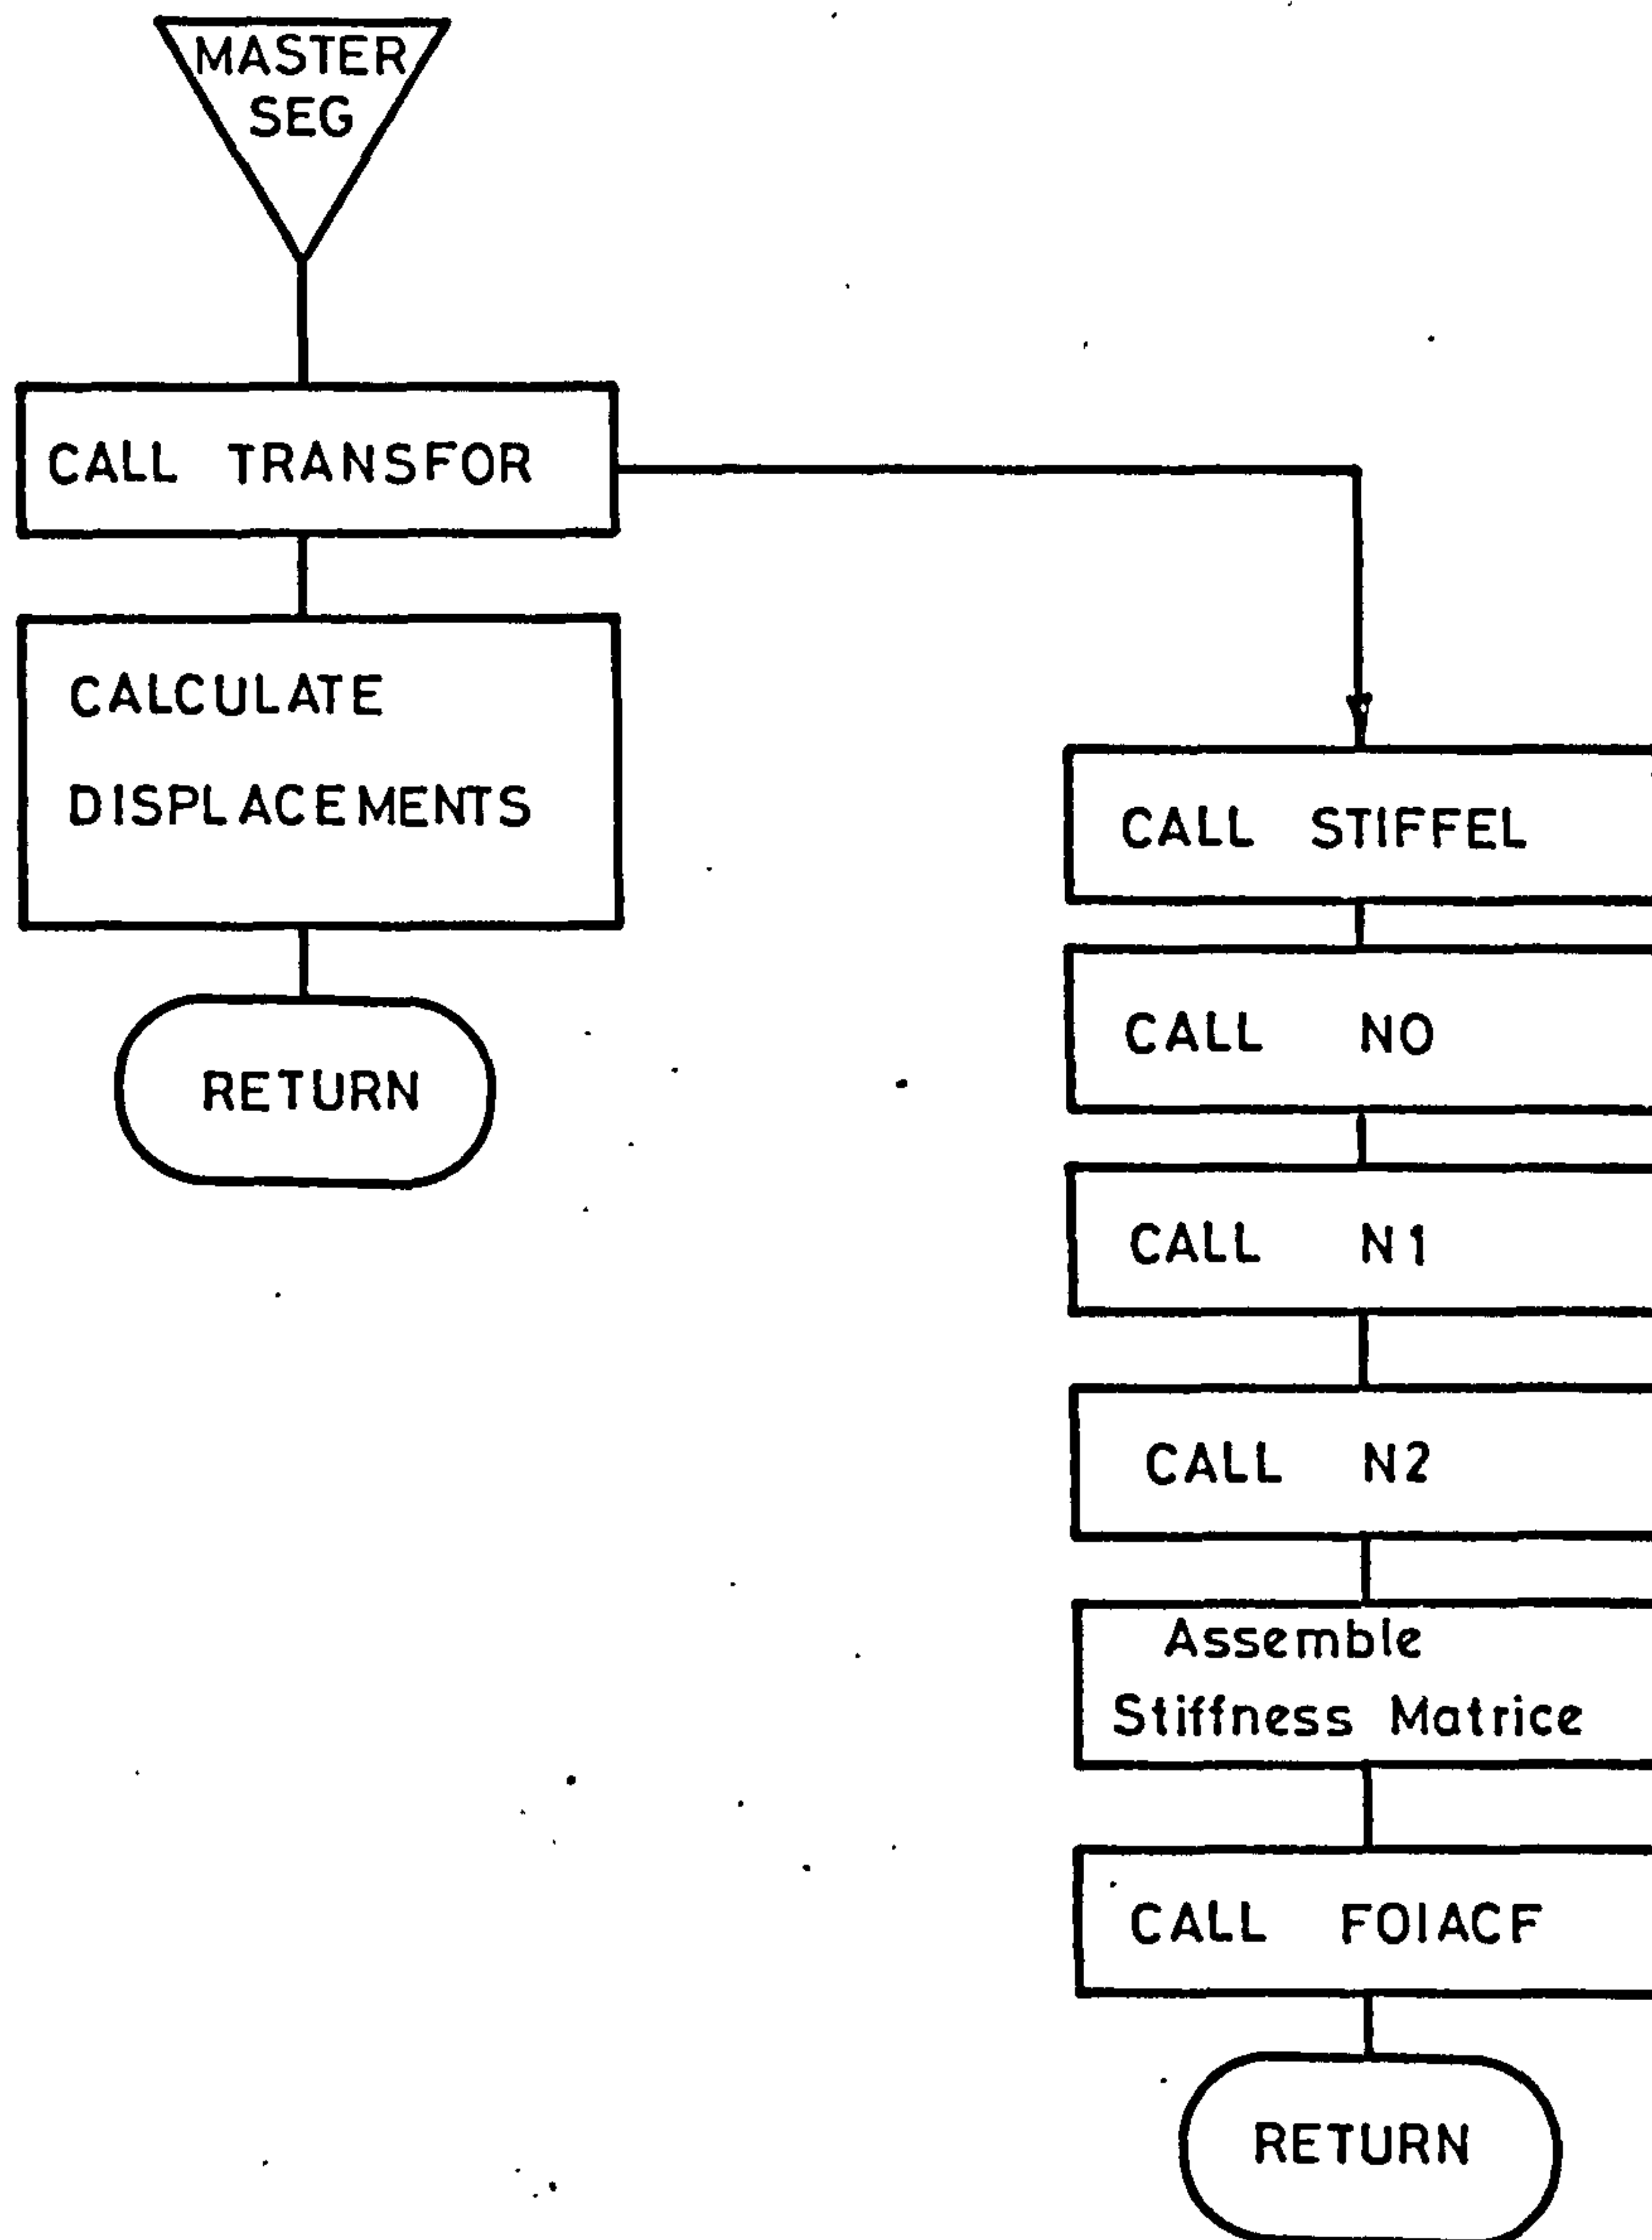 MASTER
SEG
CALL TRANSFOR
CALCULATE
DISPLACEMENTS
RETURN
CALL STIFFEL
CALL NO
CALL N1
CALL N2
Assemble
Stiffness Matrice
CALL FOIACF
RETURN